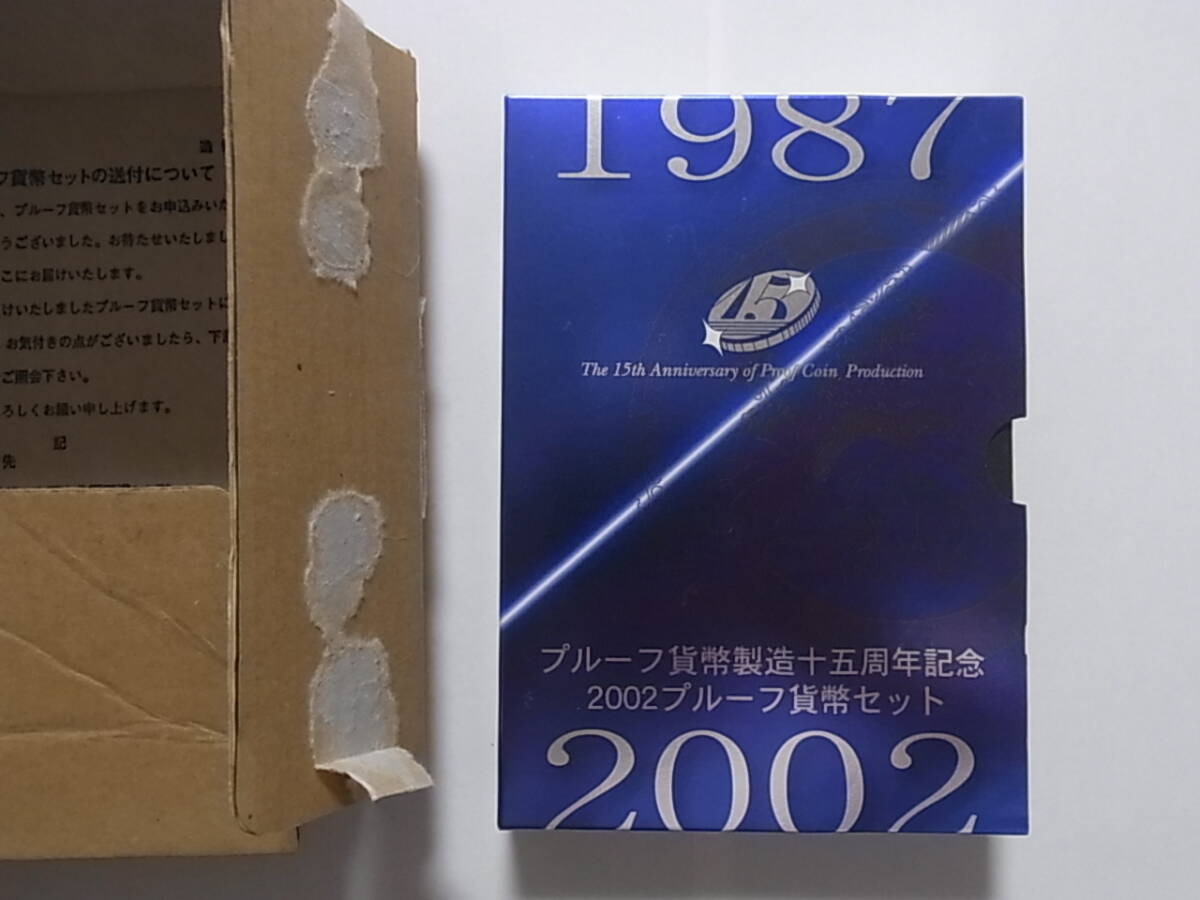 造
フ貨幣セットの送付について
、プルーフ貨幣セットをお申込みいた
うございました。お待たせいたしまし
こにお届けいたします。
けいたしましたプルーフ貨幣セットに
お気付きの点がございましたら、下
ご照会下さい。
ろしくお願い申し上げます。
記
先
1987
15
The 15th Anniversary of Proof Coin Production
プルーフ貨幣製造十五周年記念
2002プルーフ貨幣セット
2002